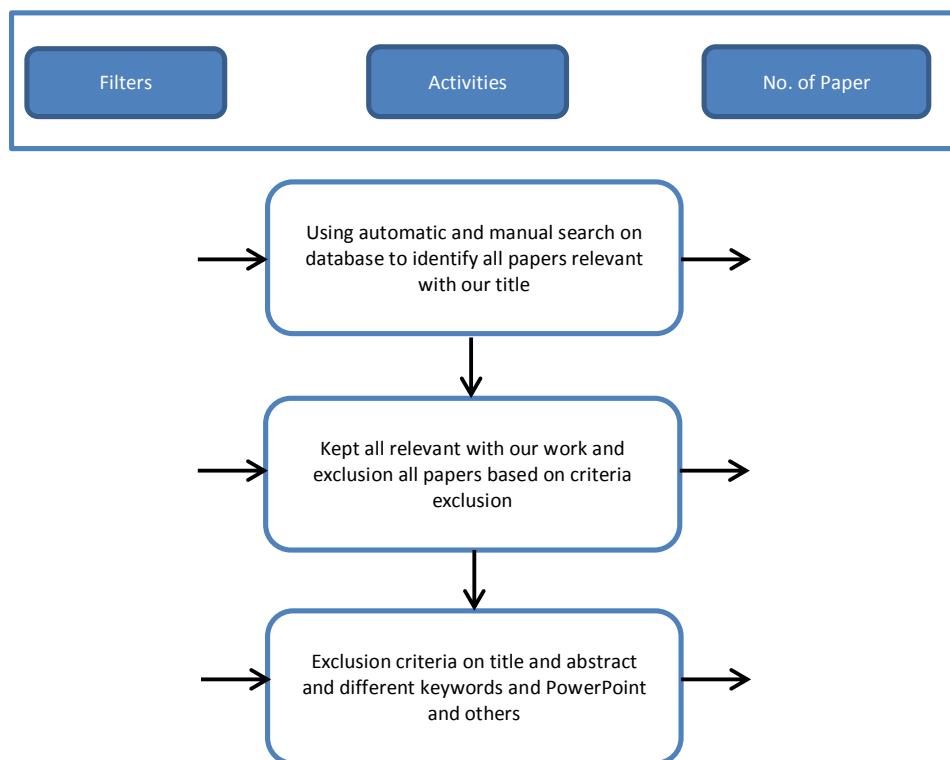 Filters
Activities
No. of Paper
Using automatic and manual search on
database to identify all papers relevant
with our title
Kept all relevant with our work and
exclusion all papers based on criteria
exclusion
Exclusion criteria on title and abstract
and different keywords and PowerPoint
and others